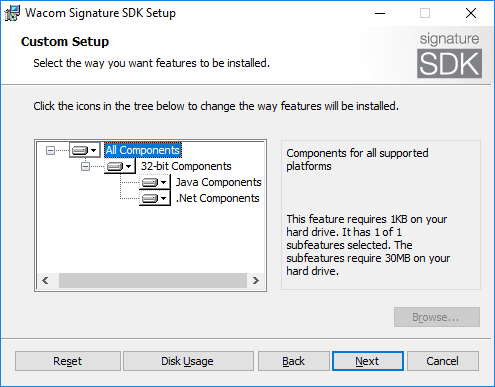 Wacom Signature SDK Setup
Custom Setup
Select the way you want features to be installed.
signature
SDK
Click the icons in the tree below to change the way features will be installed.
All Components
32-bit Components
Java Components
.Net Components
Components for all supported
platforms
This feature requires 1KB on your
hard drive. It has 1 of 1
subfeatures selected. The
subfeatures require 30MB on your
hard drive.
Browse...
Reset
Disk Usage
Back
Next
Cancel